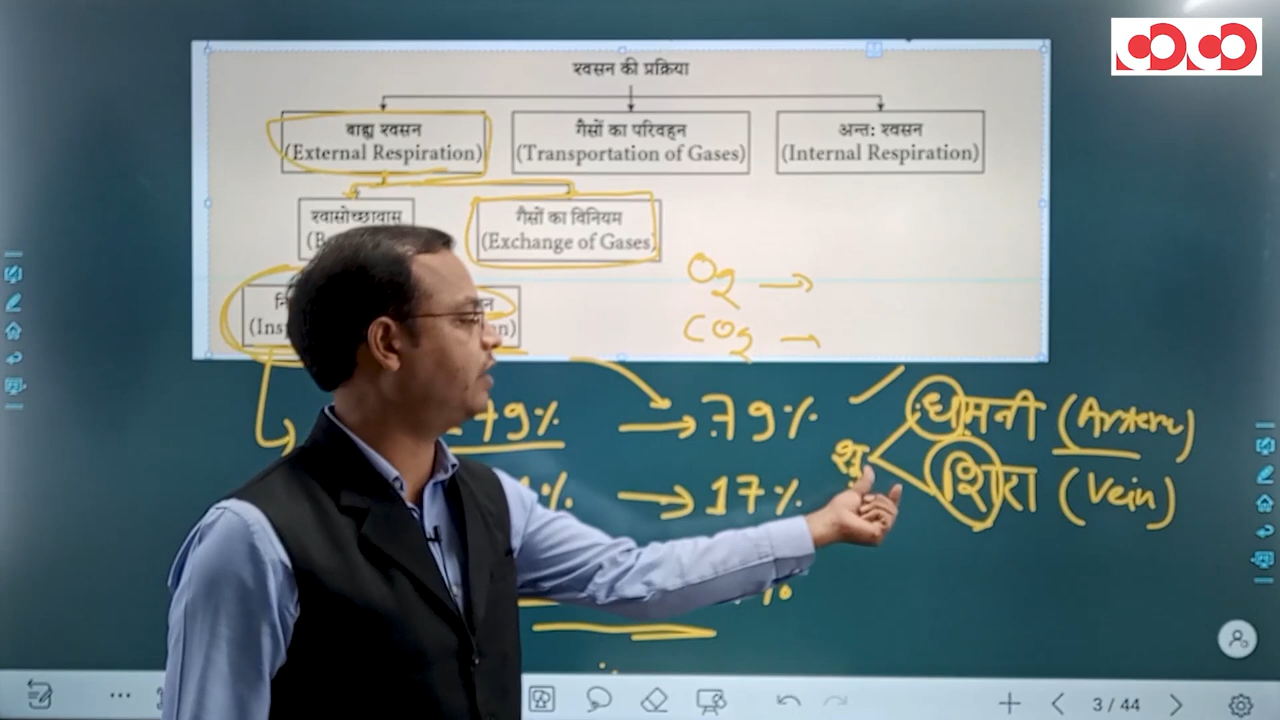 श्वसन की प्रक्रिया
बाह्य श्वसन
(External Respiration)
गैसों का परिवहन
(Transportation of Gases)
अन्त: श्वसन
(Internal Respiration)
श्वासोच्छावास
गैसों का विनियम
(Exchange of Gases)
O2 →
CO2 →
79% → 79%
% → 17%
धमनी (Artery)
शिरा (Vein)
3 / 44